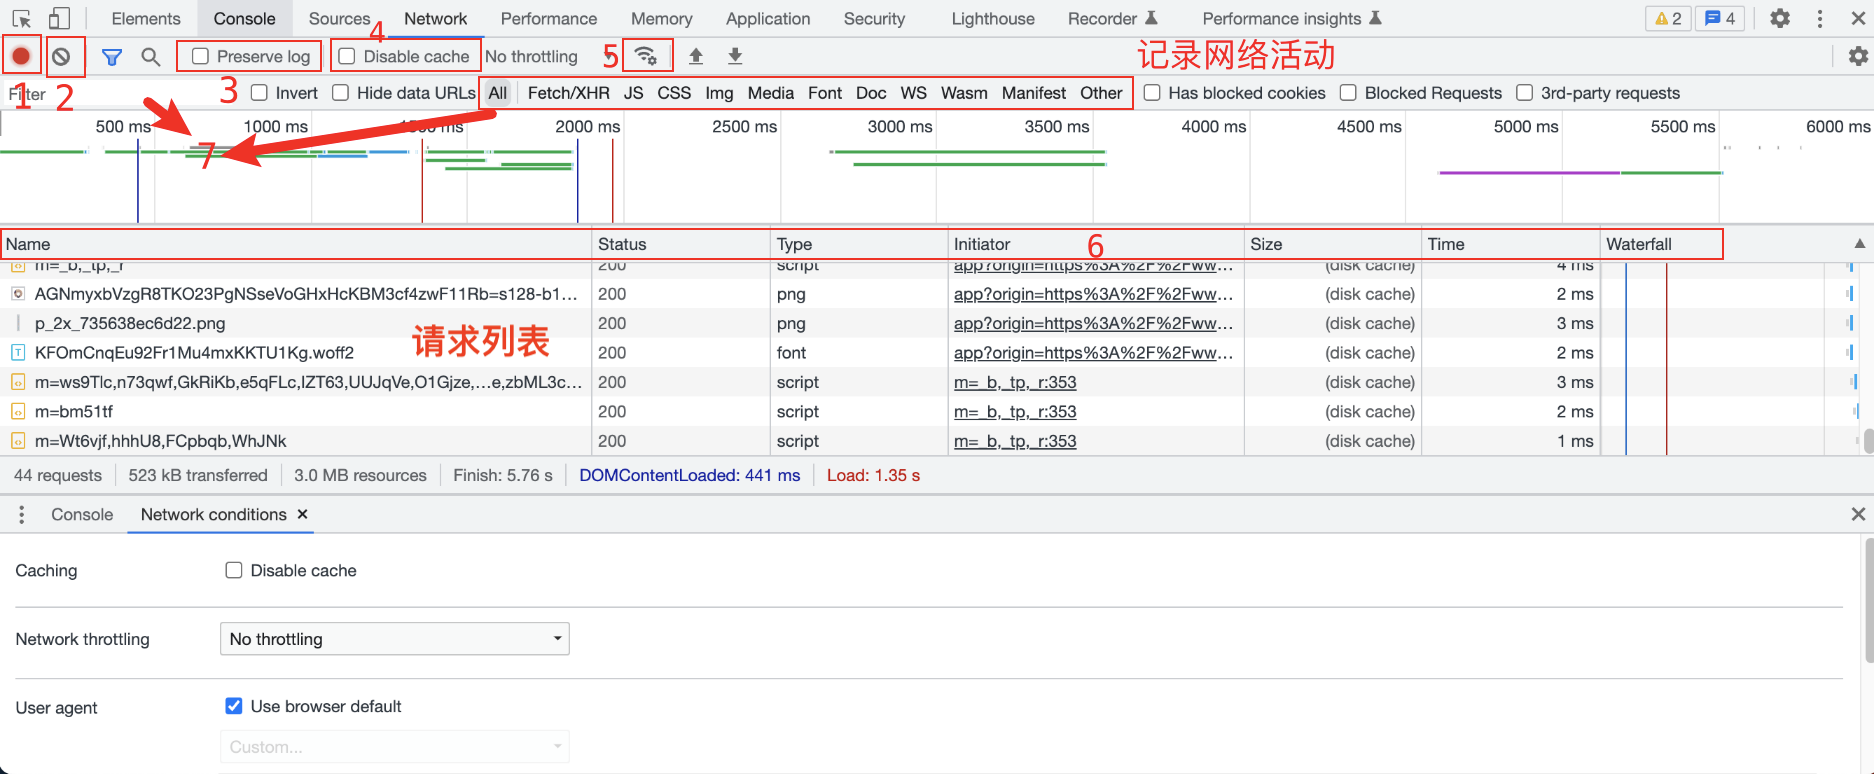 Elements Console Sources Network Performance Memory Application Security Lighthouse Recorder Performance insights 2 4
Preserve log Disable cache No throttling 4 5 记录网络活动
1 2 3 Filter Invert Hide data URLs All Fetch/XHR JS CSS Img Media Font Doc WS Wasm Manifest Other Has blocked cookies Blocked Requests 3rd-party requests
500 ms 1000 ms 1500 ms 2000 ms 2500 ms 3000 ms 3500 ms 4000 ms 4500 ms 5000 ms 5500 ms 6000 ms
7
Name Status Type Initiator 6 Size Time Waterfall
m=_b,_tp,_r 200 script app?origin=https%3A%2F%2Fww… (disk cache) 4 ms
AGNmyxbVzgR8TKO23PgNSseVoGHxHcKBM3cf4zwF11Rb=s128-b1… 200 png app?origin=https%3A%2F%2Fww… (disk cache) 2 ms
p_2x_735638ec6d22.png 200 png app?origin=https%3A%2F%2Fww… (disk cache) 3 ms
请求列表
KFOmCnqEu92Fr1Mu4mxKKTU1Kg.woff2 200 font app?origin=https%3A%2F%2Fww… (disk cache) 2 ms
m=ws9Tlc,n73qwf,GkRiKb,e5qFLc,IZT63,UUJqVe,O1Gjze,…e,zbML3c… 200 script m=_b,_tp,_r:353 (disk cache) 3 ms
m=bm51tf 200 script m=_b,_tp,_r:353 (disk cache) 2 ms
m=Wt6vjf,hhhU8,FCpbqb,WhJNk 200 script m=_b,_tp,_r:353 (disk cache) 1 ms
44 requests 523 kB transferred 3.0 MB resources Finish: 5.76 s DOMContentLoaded: 441 ms Load: 1.35 s
Console Network conditions
Caching Disable cache
Network throttling No throttling
User agent Use browser default
Custom...